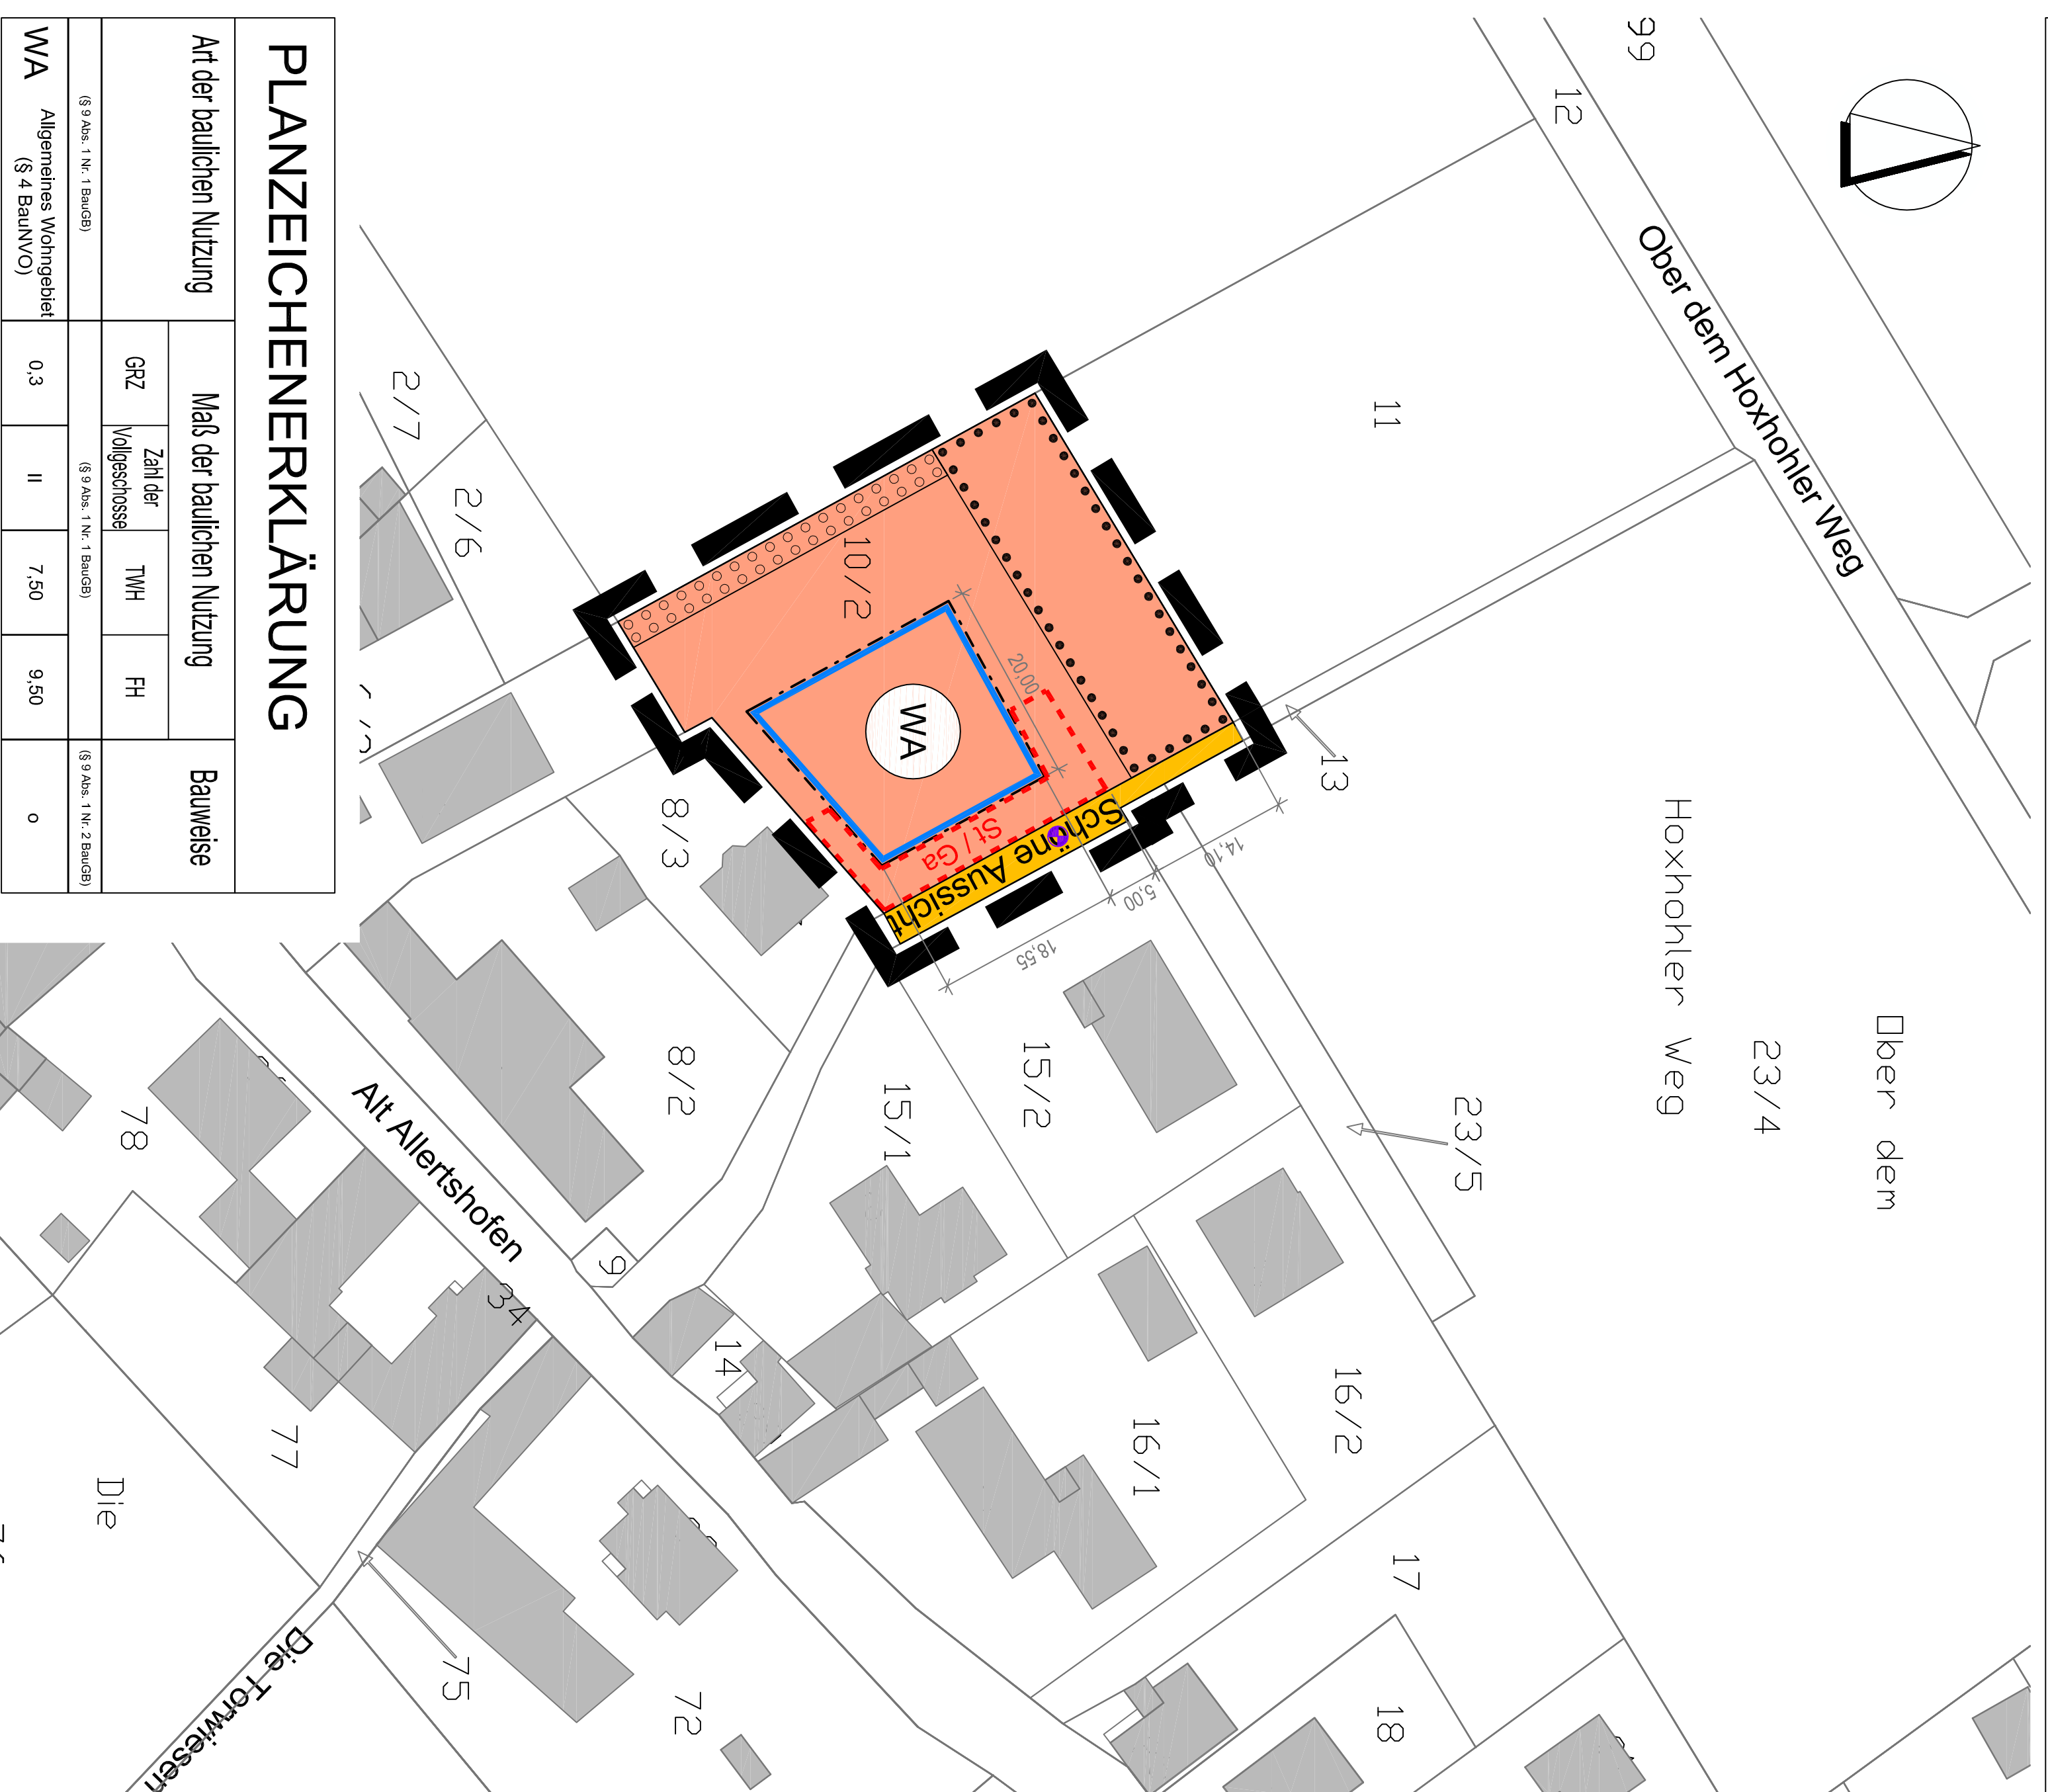 PLANZEICHENERKLÄRUNG
Art der baulichen Nutzung
Maß der baulichen Nutzung
Bauweise
GRZ
Zahl der
Vollgeschosse
TWH
FH
(§ 9 Abs. 1 Nr. 1 BauGB)
(§ 9 Abs. 1 Nr. 1 BauGB)
(§ 9 Abs. 1 Nr. 2 BauGB)
WA
Allgemeines Wohngebiet
(§ 4 BauNVO)
0,3
II
7,50
9,50
o
99
12
Ober dem Hoxhohler Weg
11
13
2/7
2/6
10/2
WA
20,00
St / Ga
Schöne Aussicht
14,10
5,00
18,55
8/3
8/2
Hoxhohler Weg
Ober dem
23/4
23/5
15/2
15/1
78
Alt Allertshofen
9
34
14
16/2
16/1
77
Die
17
75
72
18
Die Torwiesen